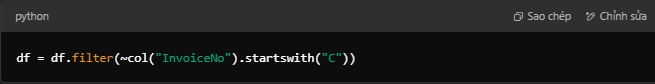 python
Sao chép
Chỉnh sửa
df = df.filter(~col("InvoiceNo").startswith("C"))